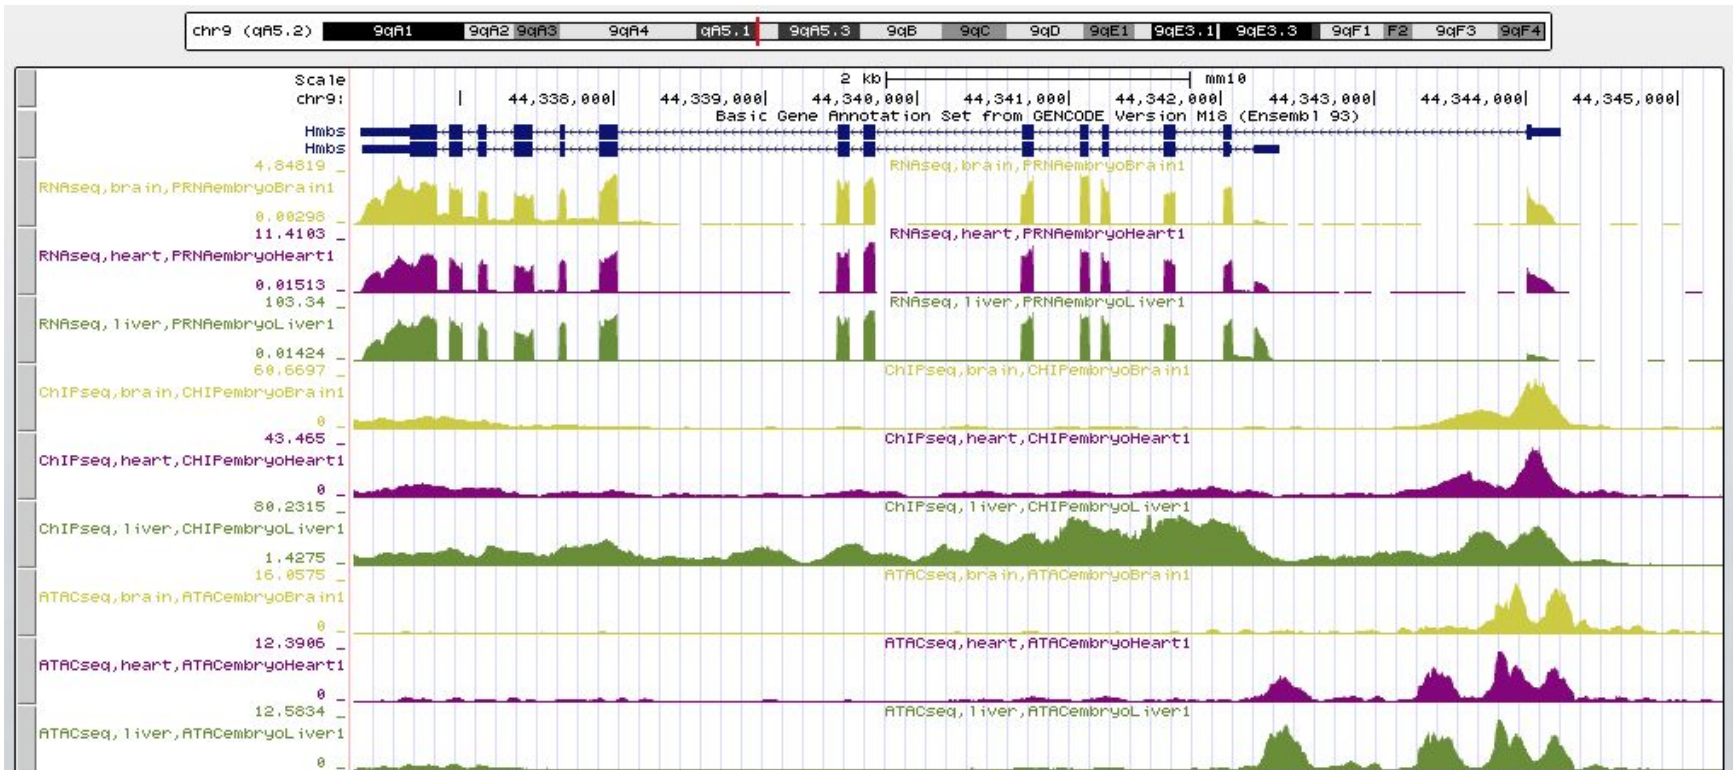 chr9 (qA5.2) 9qA1 9qA2 9qA3 9qA4 qA5.1 9qA5.3 9qB 9qC 9qD 9qE1 9qE3.1 9qE3.3 9qF1 F2 9qF3 9qF4
Scale 2 kb mm10
chr9: 44,338,000 44,339,000 44,340,000 44,341,000 44,342,000 44,343,000 44,344,000 44,345,000
Basic Gene Annotation Set from GENCODE Version M18 (Ensembl 93)
Hmbs
Hmbs
4.84819 _ RNAseq,brain,PRNAembryoBrain1
RNAseq,brain,PRNAembryoBrain1
0.00298 _
11.4103 _ RNAseq,heart,PRNAembryoHeart1
RNAseq,heart,PRNAembryoHeart1
0.01513 _
103.34 _ RNAseq,liver,PRNAembryoLiver1
RNAseq,liver,PRNAembryoLiver1
0.01424 _
60.6697 _ ChIPseq,brain,CHIPembryoBrain1
ChIPseq,brain,CHIPembryoBrain1
0 _
43.465 _ ChIPseq,heart,CHIPembryoHeart1
ChIPseq,heart,CHIPembryoHeart1
0 _
80.2315 _ ChIPseq,liver,CHIPembryoLiver1
ChIPseq,liver,CHIPembryoLiver1
1.4275 _
16.0575 _ ATACseq,brain,ATACembryoBrain1
ATACseq,brain,ATACembryoBrain1
0 _
12.3906 _ ATACseq,heart,ATACembryoHeart1
ATACseq,heart,ATACembryoHeart1
0 _
12.5834 _ ATACseq,liver,ATACembryoLiver1
ATACseq,liver,ATACembryoLiver1
0 _